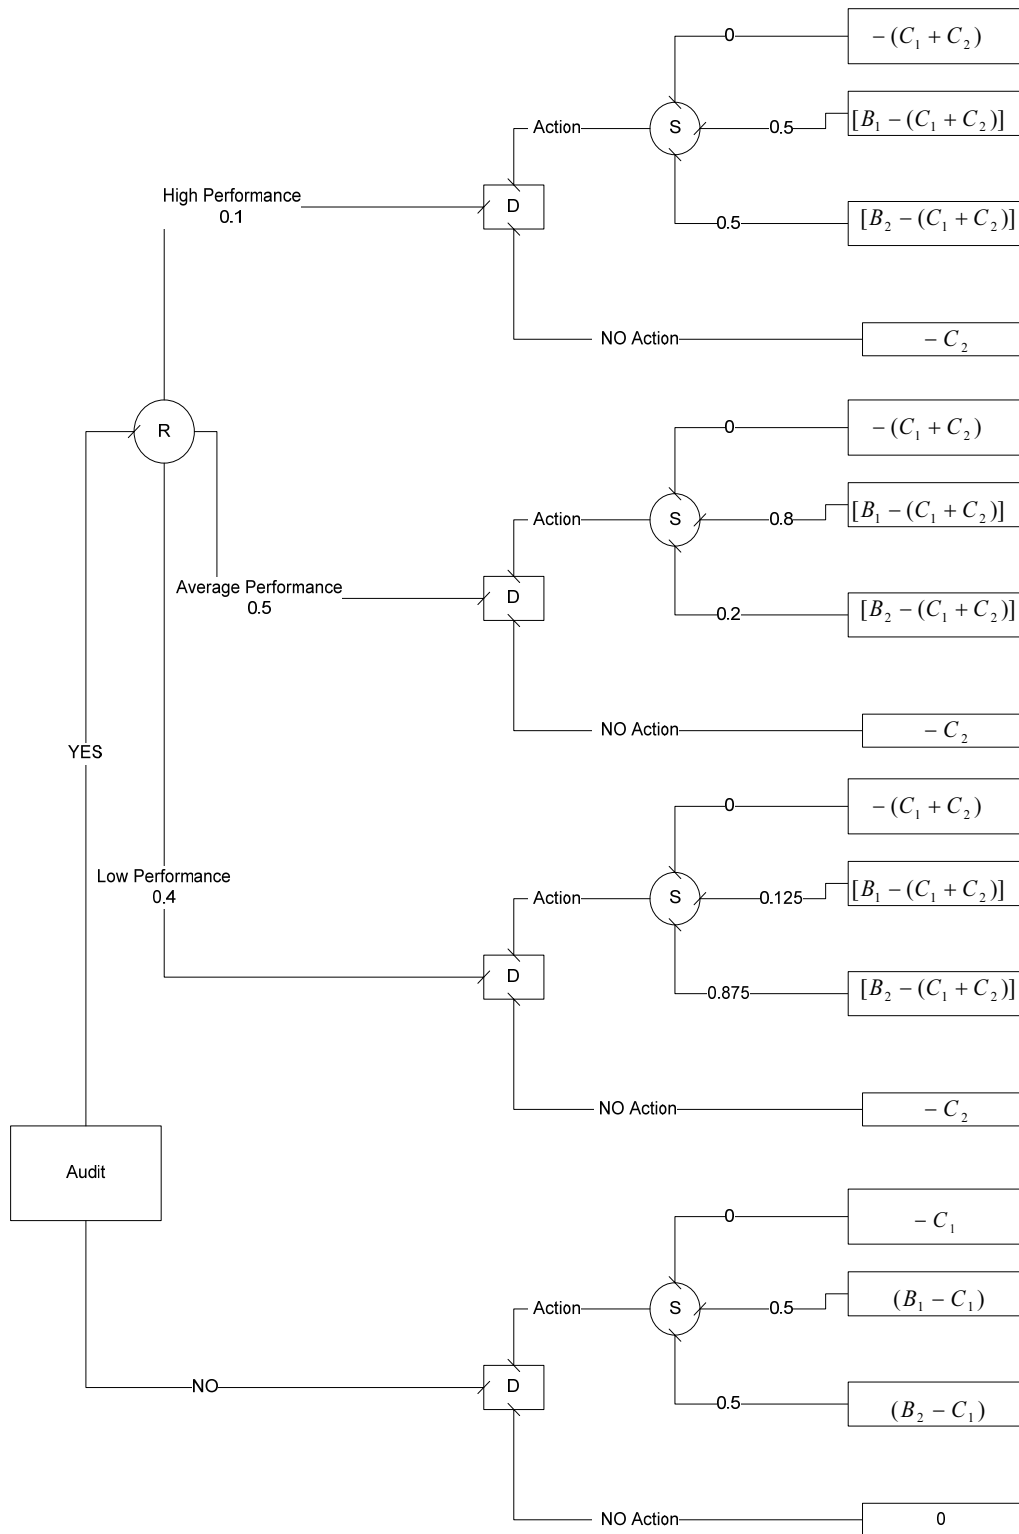 0
− (C₁ + C₂)
Action
S
0.5
[B₁ − (C₁ + C₂)]
High Performance
0.1
D
0.5
[B₂ − (C₁ + C₂)]
NO Action
− C₂
R
0
− (C₁ + C₂)
Action
S
0.8
[B₁ − (C₁ + C₂)]
Average Performance
0.5
D
0.2
[B₂ − (C₁ + C₂)]
NO Action
− C₂
YES
0
− (C₁ + C₂)
Low Performance
0.4
Action
S
0.125
[B₁ − (C₁ + C₂)]
D
0.875
[B₂ − (C₁ + C₂)]
NO Action
− C₂
Audit
0
− C₁
Action
S
0.5
(B₁ − C₁)
NO
D
0.5
(B₂ − C₁)
NO Action
0